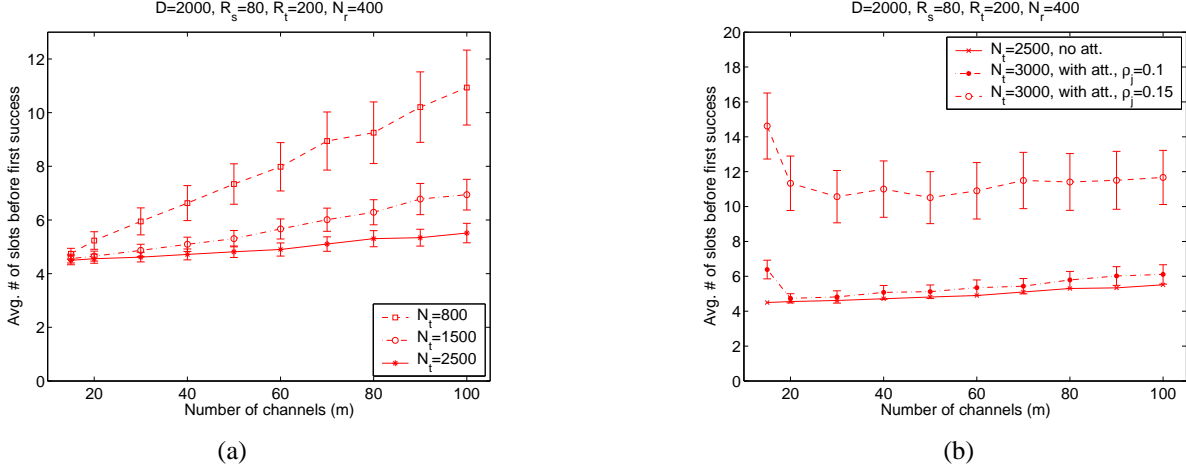 D=2000, R_s=80, R_t=200, N_r=400
12
10
8
6
4
2
0
20
40
60
80
100
Avg. # of slots before first success
Number of channels (m)
N_t=800
N_t=1500
N_t=2500
(a)
D=2000, R_s=80, R_t=200, N_r=400
20
18
16
14
12
10
8
6
4
2
0
20
40
60
80
100
Avg. # of slots before first success
Number of channels (m)
N_t=2500, no att.
N_t=3000, with att., ρ_j=0.1
N_t=3000, with att., ρ_j=0.15
(b)